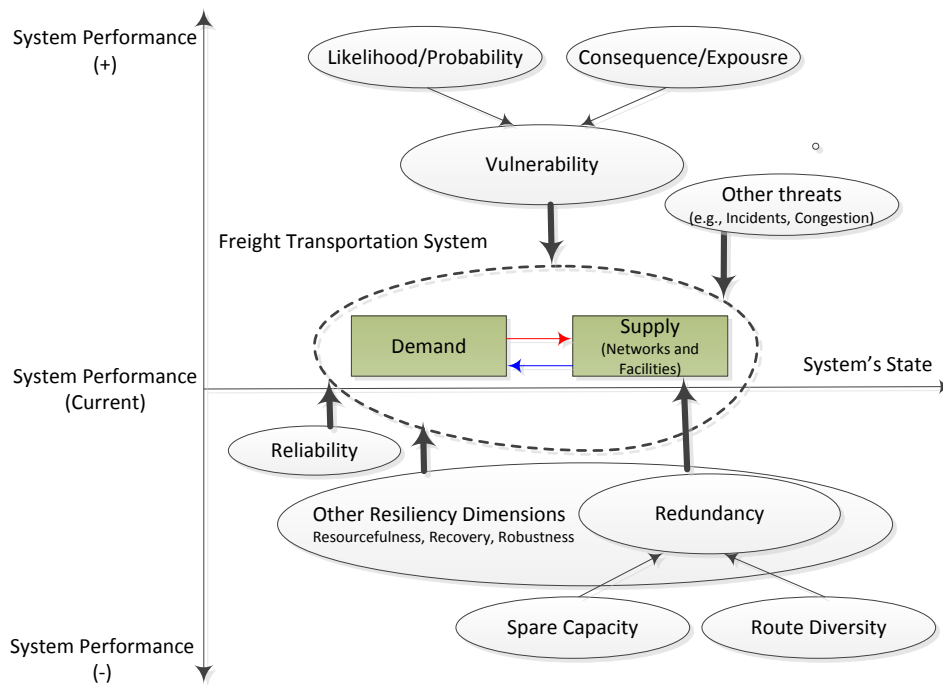 System Performance
(+)
Likelihood/Probability
Consequence/Expousre
Vulnerability
Other threats
(e.g., Incidents, Congestion)
Freight Transportation System
Demand
Supply
(Networks and
Facilities)
System's State
System Performance
(Current)
Reliability
Other Resiliency Dimensions
Resourcefulness, Recovery, Robustness
Redundancy
Spare Capacity
Route Diversity
System Performance
(-)